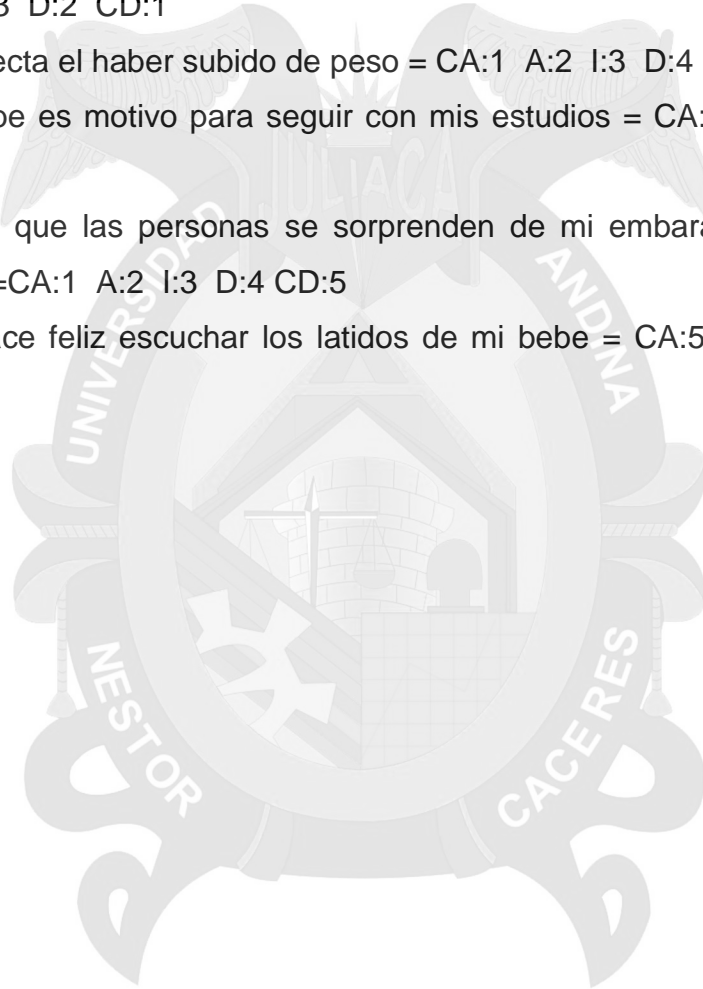 3 D:2 CD:1
ecta el haber subido de peso = CA:1 A:2 I:3 D:4
be es motivo para seguir con mis estudios = CA:
que las personas se sorprenden de mi embara
=CA:1 A:2 I:3 D:4 CD:5
ace feliz escuchar los latidos de mi bebe = CA:5
JULIACA
UNIVERSIDAD
ANDINA
NESTOR
CACERES